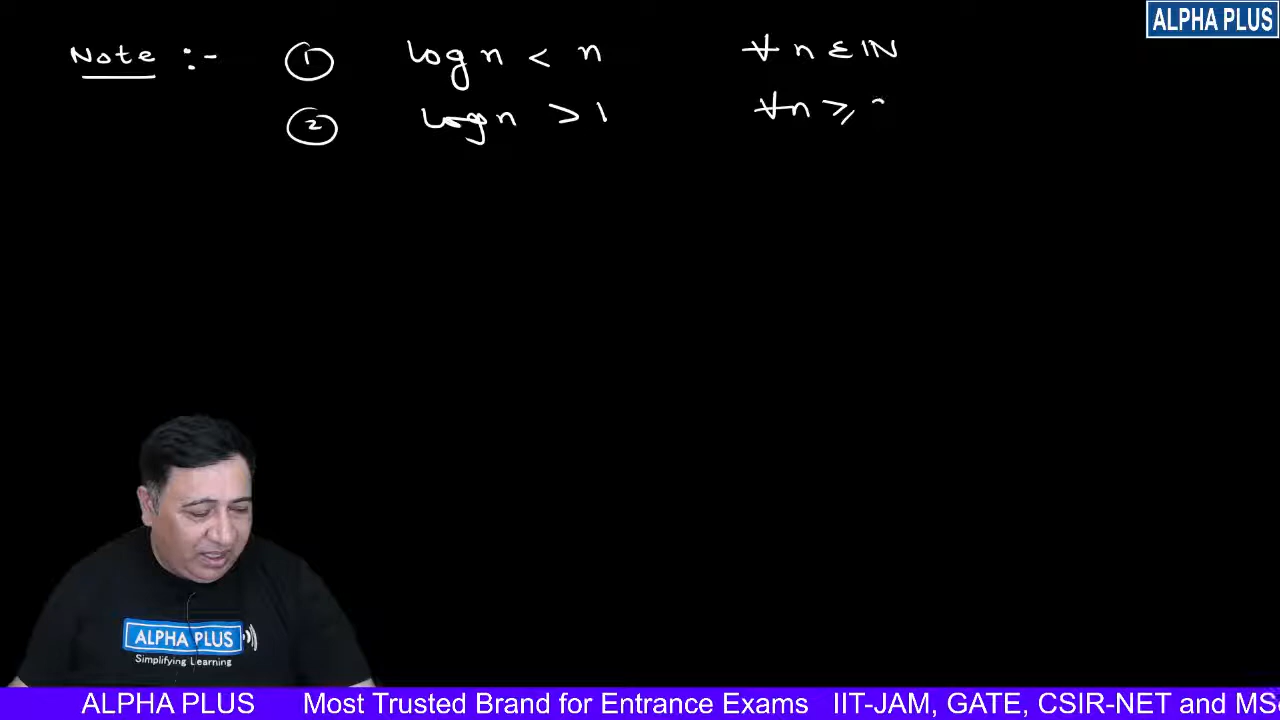 ALPHA PLUS
Note :- ① log n < n ∀ n ∈ IN
② log n > 1 ∀ n ⩾
ALPHA PLUS
Simplifying Learning
ALPHA PLUS Most Trusted Brand for Entrance Exams IIT-JAM, GATE, CSIR-NET and